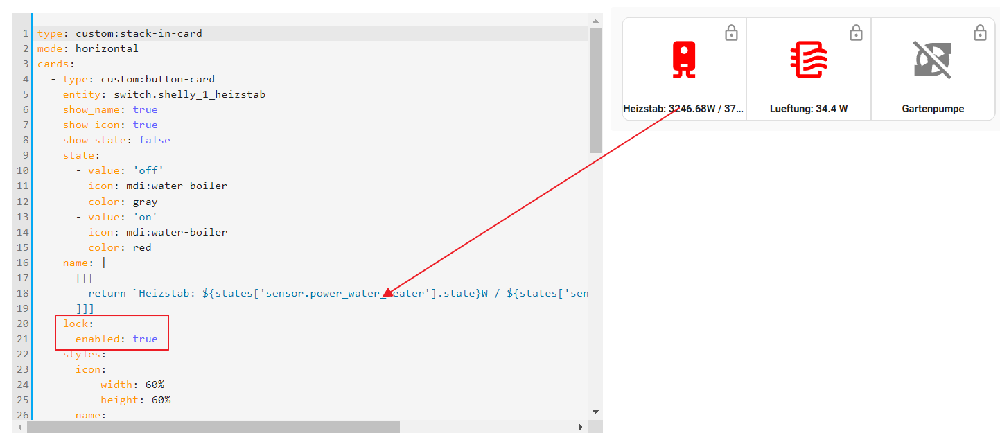 1 type: custom:stack-in-card
2 mode: horizontal
3 cards:
4 - type: custom:button-card
5 entity: switch.shelly_1_heizstab
6 show_name: true
7 show_icon: true
8 show_state: false
9 state:
10 - value: 'off'
11 icon: mdi:water-boiler
12 color: gray
13 - value: 'on'
14 icon: mdi:water-boiler
15 color: red
16 name: |
17 [[[
18 return `Heizstab: ${states['sensor.power_water_heater'].state}W / ${states['sen
19 ]]]
20 lock:
21 enabled: true
22 styles:
23 icon:
24 - width: 60%
25 - height: 60%
26 name:
Heizstab: 3246.68W / 37...
Lueftung: 34.4 W
Gartenpumpe